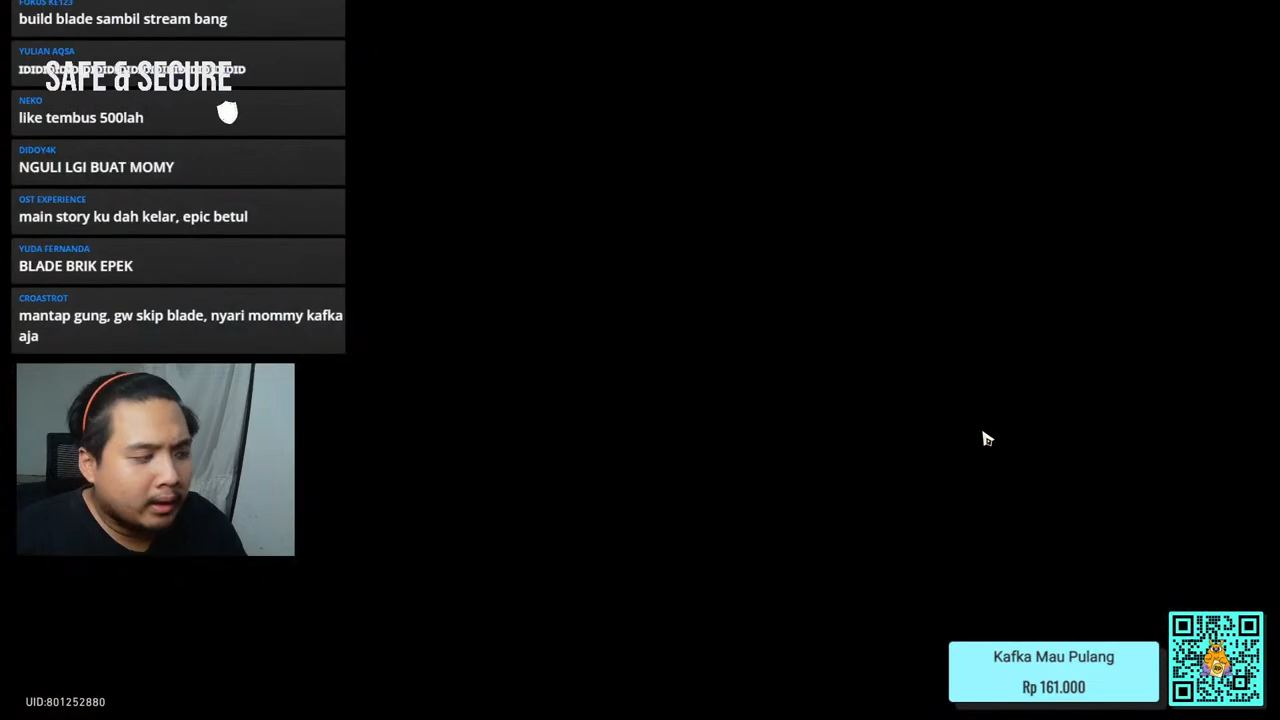 FOKUS KE123
build blade sambil stream bang
YULIAN AQSA
SAFE & SECURE
NEKO
like tembus 500lah
DIDOY4K
NGULI LGI BUAT MOMY
OST EXPERIENCE
main story ku dah kelar, epic betul
YUDA FERNANDA
BLADE BRIK EPEK
CROASTROT
mantap gung, gw skip blade, nyari mommy kafka
aja
Kafka Mau Pulang
Rp 161.000
UID:801252880